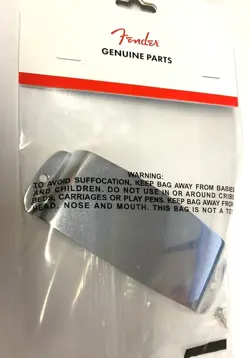 Fender
GENUINE PARTS
WARNING:
TO AVOID SUFFOCATION, KEEP BAG AWAY FROM BABIES
AND CHILDREN. DO NOT USE IN OR AROUND CRIBS
BEDS, CARRIAGES OR PLAY PENS. KEEP BAG AWAY FROM
HEAD, NOSE AND MOUTH. THIS BAG IS NOT A TO